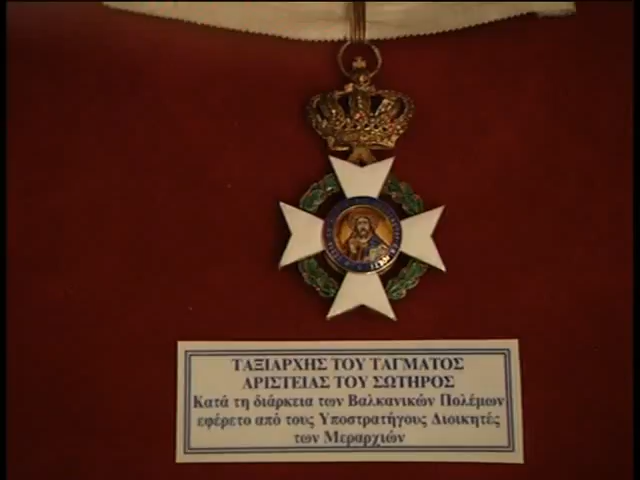 ΤΑΞΙΑΡΧΗΣ ΤΟΥ ΤΑΓΜΑΤΟΣ
ΑΡΙΣΤΕΙΑΣ ΤΟΥ ΣΩΤΗΡΟΣ
Κατά τη διάρκεια των Βαλκανικών Πολέμων
εφέρετο από τους Υποστρατήγους Διοικητές
των Μεραρχιών